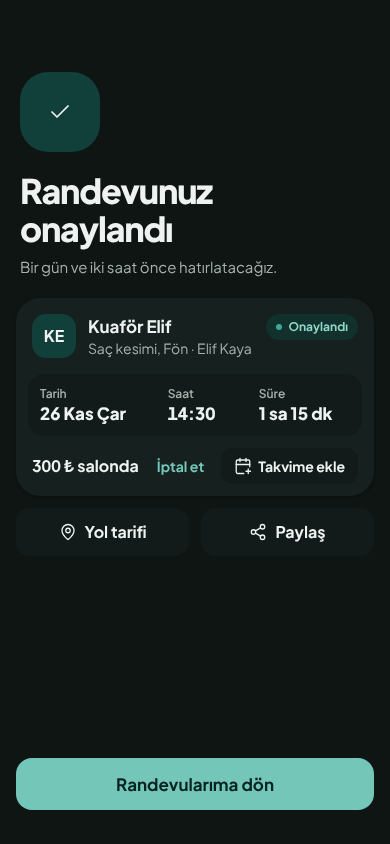 Randevunuz
onaylandı
Bir gün ve iki saat önce hatırlatacağız.
KE
Kuaför Elif
Onaylandı
Saç kesimi, Fön · Elif Kaya
Tarih Saat Süre
26 Kas Çar 14:30 1 sa 15 dk
300 ₺ salonda İptal et Takvime ekle
Yol tarifi Paylaş
Randevularıma dön